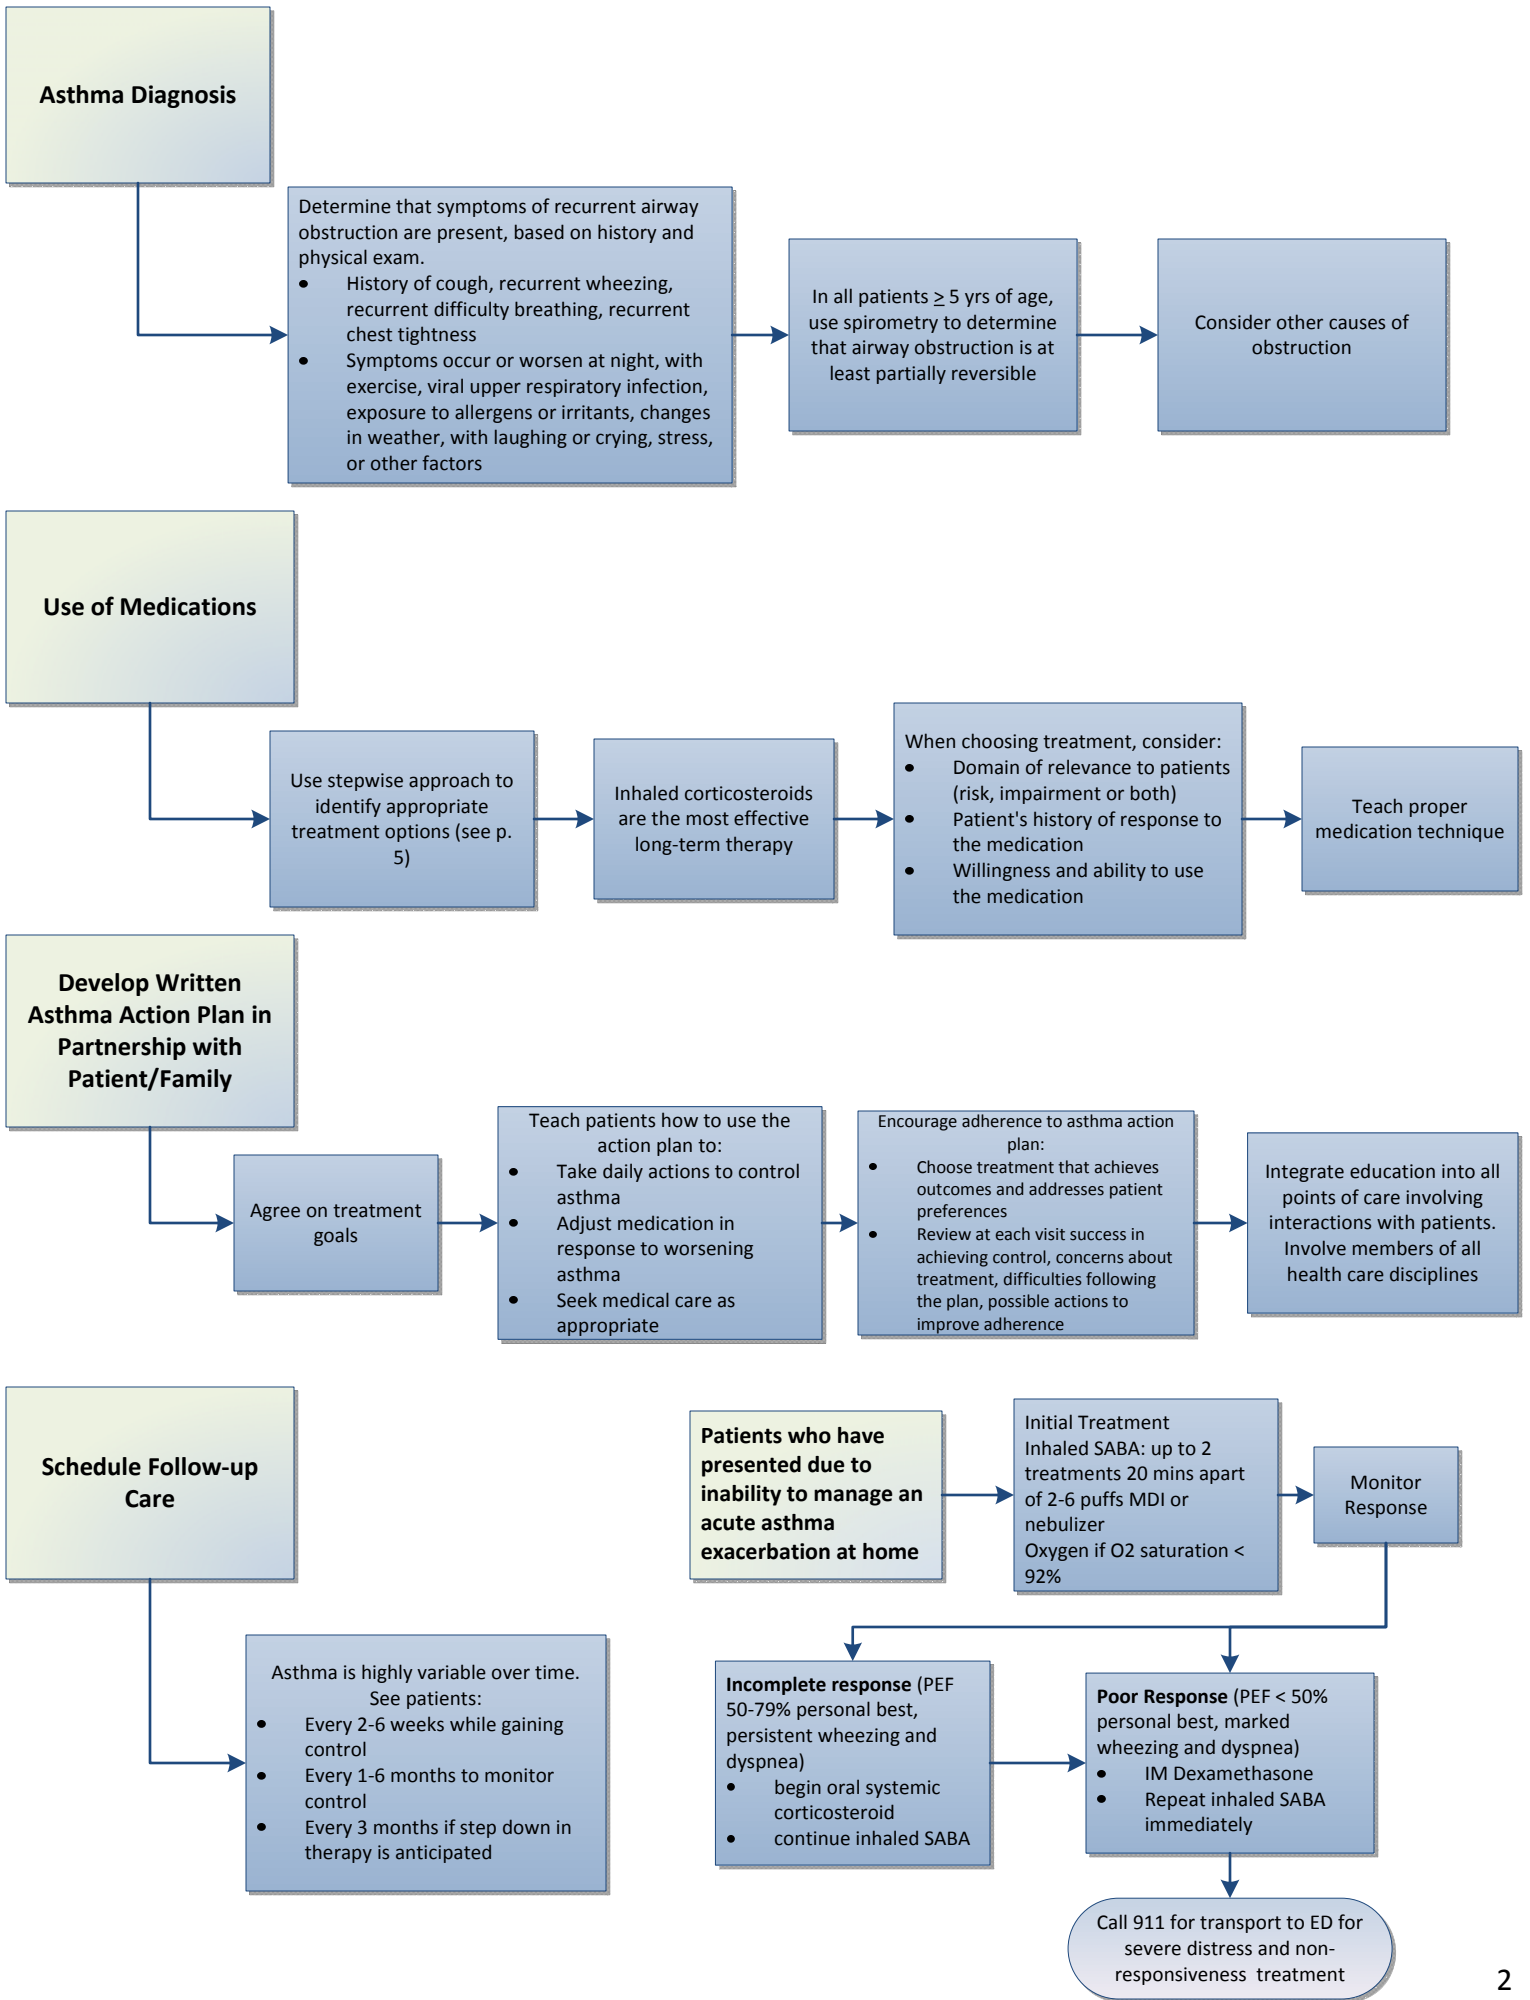 Asthma Diagnosis
Determine that symptoms of recurrent airway
obstruction are present, based on history and
physical exam.
• History of cough, recurrent wheezing,
recurrent difficulty breathing, recurrent
chest tightness
• Symptoms occur or worsen at night, with
exercise, viral upper respiratory infection,
exposure to allergens or irritants, changes
in weather, with laughing or crying, stress,
or other factors
In all patients ≥ 5 yrs of age,
use spirometry to determine
that airway obstruction is at
least partially reversible
Consider other causes of
obstruction
Use of Medications
Use stepwise approach to
identify appropriate
treatment options (see p.
5)
Inhaled corticosteroids
are the most effective
long-term therapy
When choosing treatment, consider:
• Domain of relevance to patients
(risk, impairment or both)
• Patient's history of response to
the medication
• Willingness and ability to use
the medication
Teach proper
medication technique
Develop Written
Asthma Action Plan in
Partnership with
Patient/Family
Agree on treatment
goals
Teach patients how to use the
action plan to:
• Take daily actions to control
asthma
• Adjust medication in
response to worsening
asthma
• Seek medical care as
appropriate
Encourage adherence to asthma action
plan:
• Choose treatment that achieves
outcomes and addresses patient
preferences
• Review at each visit success in
achieving control, concerns about
treatment, difficulties following
the plan, possible actions to
improve adherence
Integrate education into all
points of care involving
interactions with patients.
Involve members of all
health care disciplines
Schedule Follow-up
Care
Asthma is highly variable over time.
See patients:
• Every 2-6 weeks while gaining
control
• Every 1-6 months to monitor
control
• Every 3 months if step down in
therapy is anticipated
Patients who have
presented due to
inability to manage an
acute asthma
exacerbation at home
Initial Treatment
Inhaled SABA: up to 2
treatments 20 mins apart
of 2-6 puffs MDI or
nebulizer
Oxygen if O2 saturation <
92%
Monitor
Response
Incomplete response (PEF
50-79% personal best,
persistent wheezing and
dyspnea)
• begin oral systemic
corticosteroid
• continue inhaled SABA
Poor Response (PEF < 50%
personal best, marked
wheezing and dyspnea)
• IM Dexamethasone
• Repeat inhaled SABA
immediately
Call 911 for transport to ED for
severe distress and non-
responsiveness treatment
2